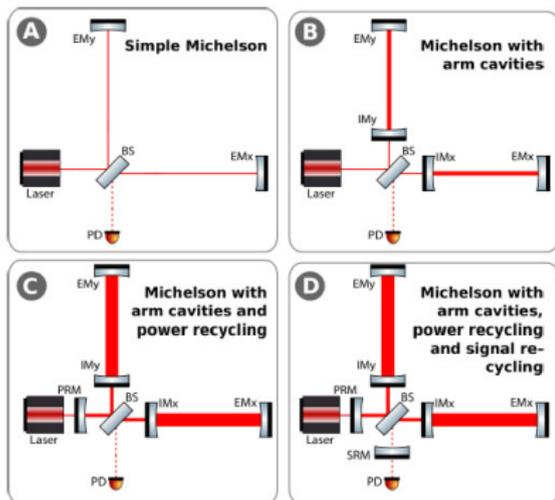 A
EMy
Simple Michelson
BS
EMx
Laser
PD
B
EMy
Michelson with
arm cavities
IMy
BS
IMx
EMx
Laser
PD
C
EMy
Michelson with
arm cavities and
power recycling
IMy
PRM
BS
IMx
EMx
Laser
PD
D
EMy
Michelson with
arm cavities,
power recycling
and signal re-
cycling
IMy
PRM
BS
IMx
EMx
Laser
SRM
PD